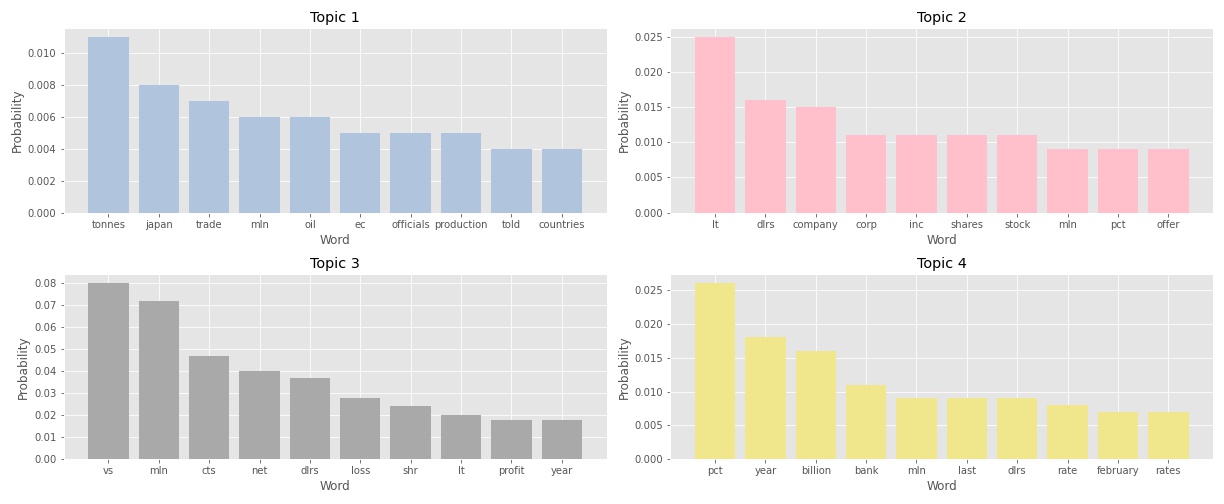 Topic 1
Probability
0.010
0.008
0.006
0.004
0.002
0.000
tonnes japan trade mln oil ec officials production told countries
Word
Topic 2
Probability
0.025
0.020
0.015
0.010
0.005
0.000
lt dlrs company corp inc shares stock mln pct offer
Word
Topic 3
Probability
0.08
0.07
0.06
0.05
0.04
0.03
0.02
0.01
0.00
vs mln cts net dlrs loss shr lt profit year
Word
Topic 4
Probability
0.025
0.020
0.015
0.010
0.005
0.000
pct year billion bank mln last dlrs rate february rates
Word